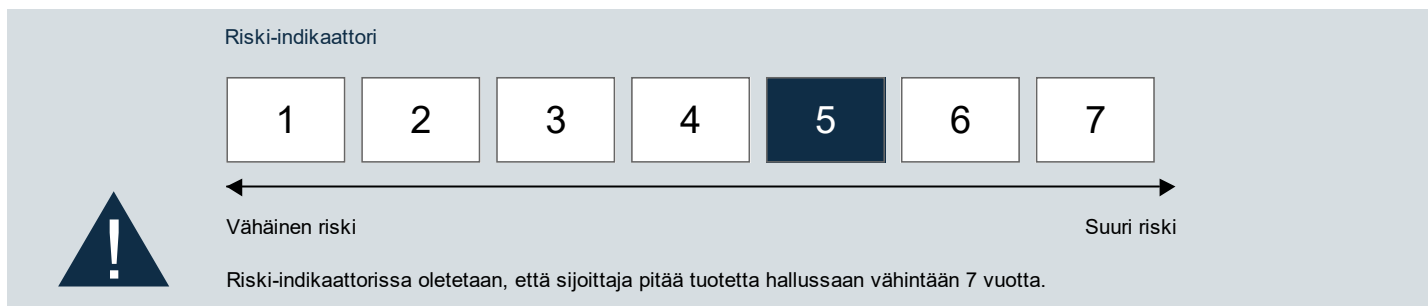 Riski-indikaattori
1 2 3 4 5 6 7
Vähäinen riski Suuri riski
!
Riski-indikaattorissa oletetaan, että sijoittaja pitää tuotetta hallussaan vähintään 7 vuotta.